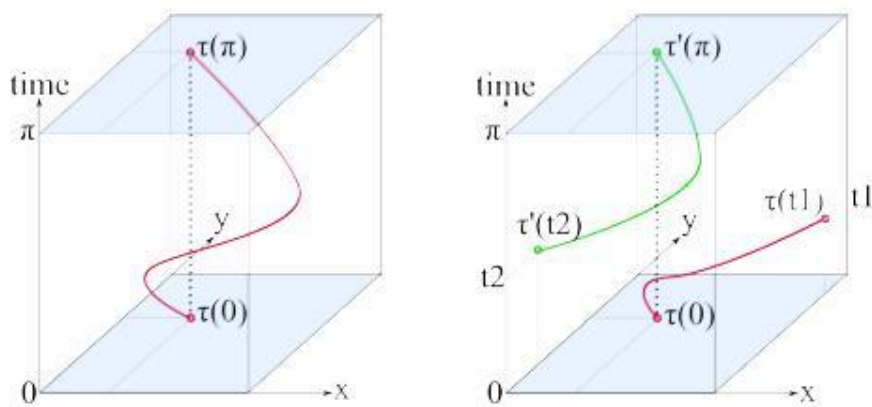 τ(π)
time
π
y
τ(0)
0
x
τ'(π)
time
π
τ(t1)
t1
τ'(t2)
y
t2
τ(0)
0
x